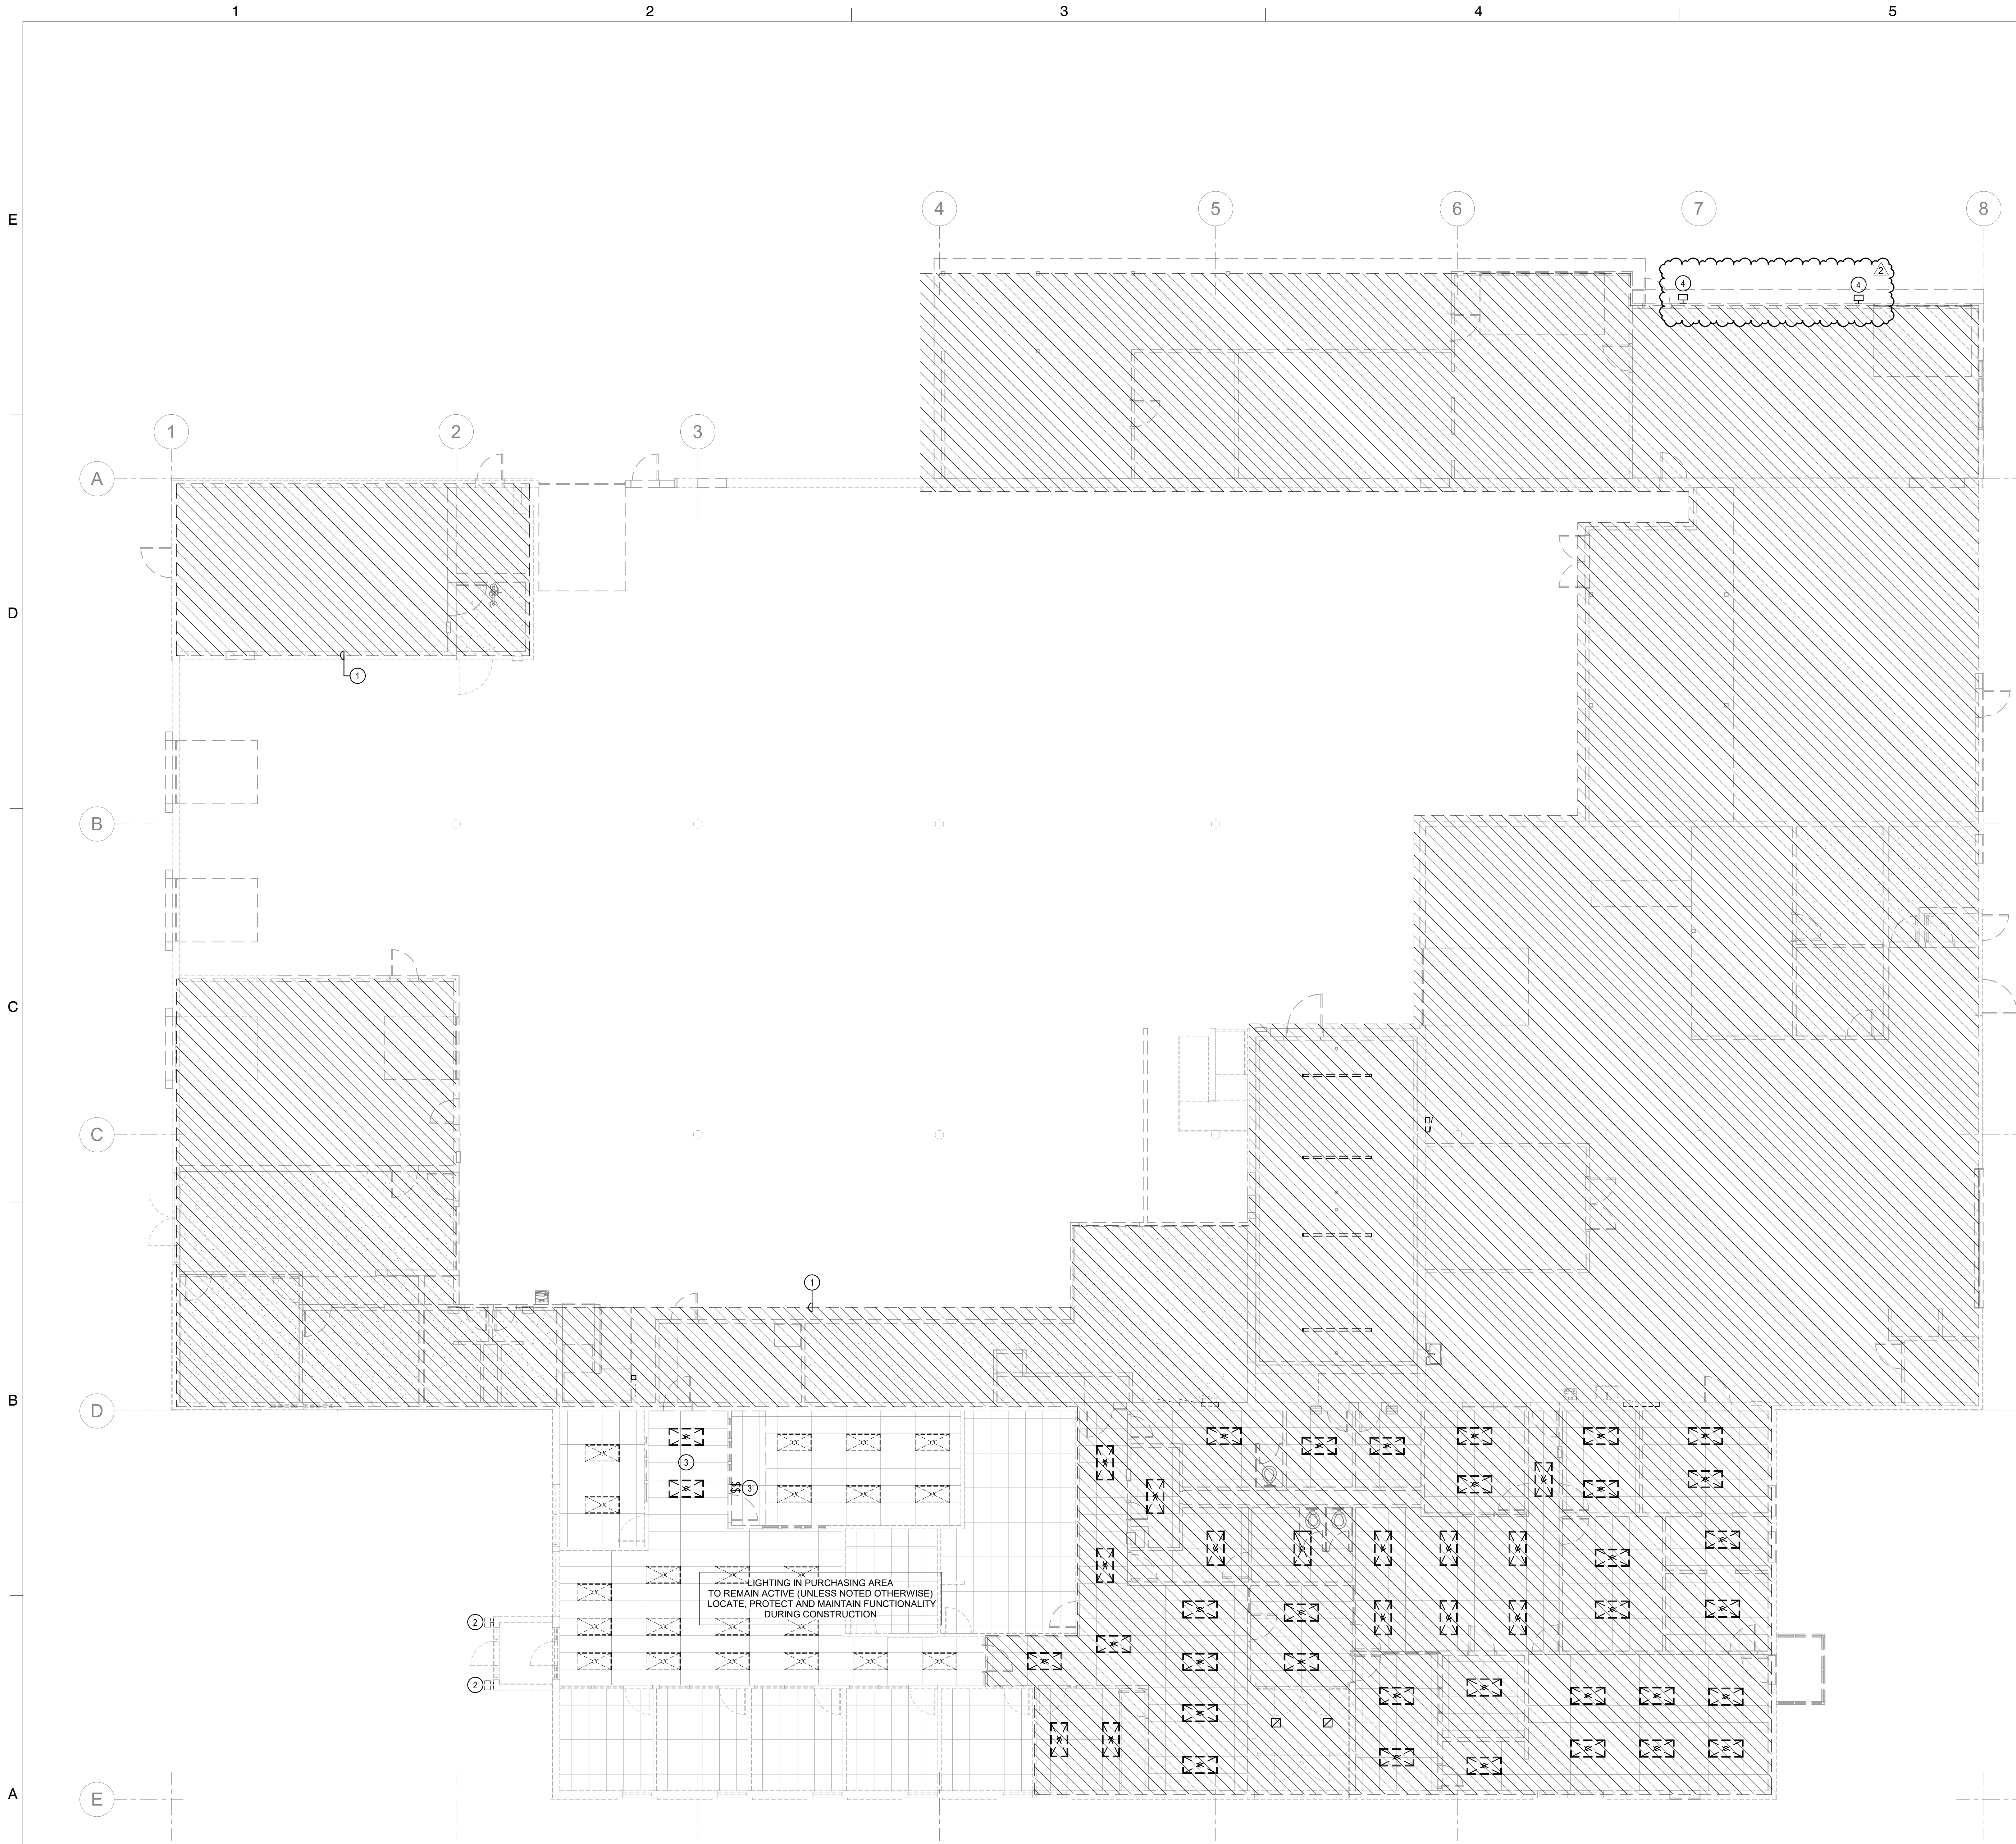 1 2 3 4 5
E
4 5 6 7 8
2
4 4
1 2 3
A
D
1
B
C
C
1
B
D
3
3
LIGHTING IN PURCHASING AREA
TO REMAIN ACTIVE (UNLESS NOTED OTHERWISE)
LOCATE, PROTECT AND MAINTAIN FUNCTIONALITY
DURING CONSTRUCTION
2
2
A
E